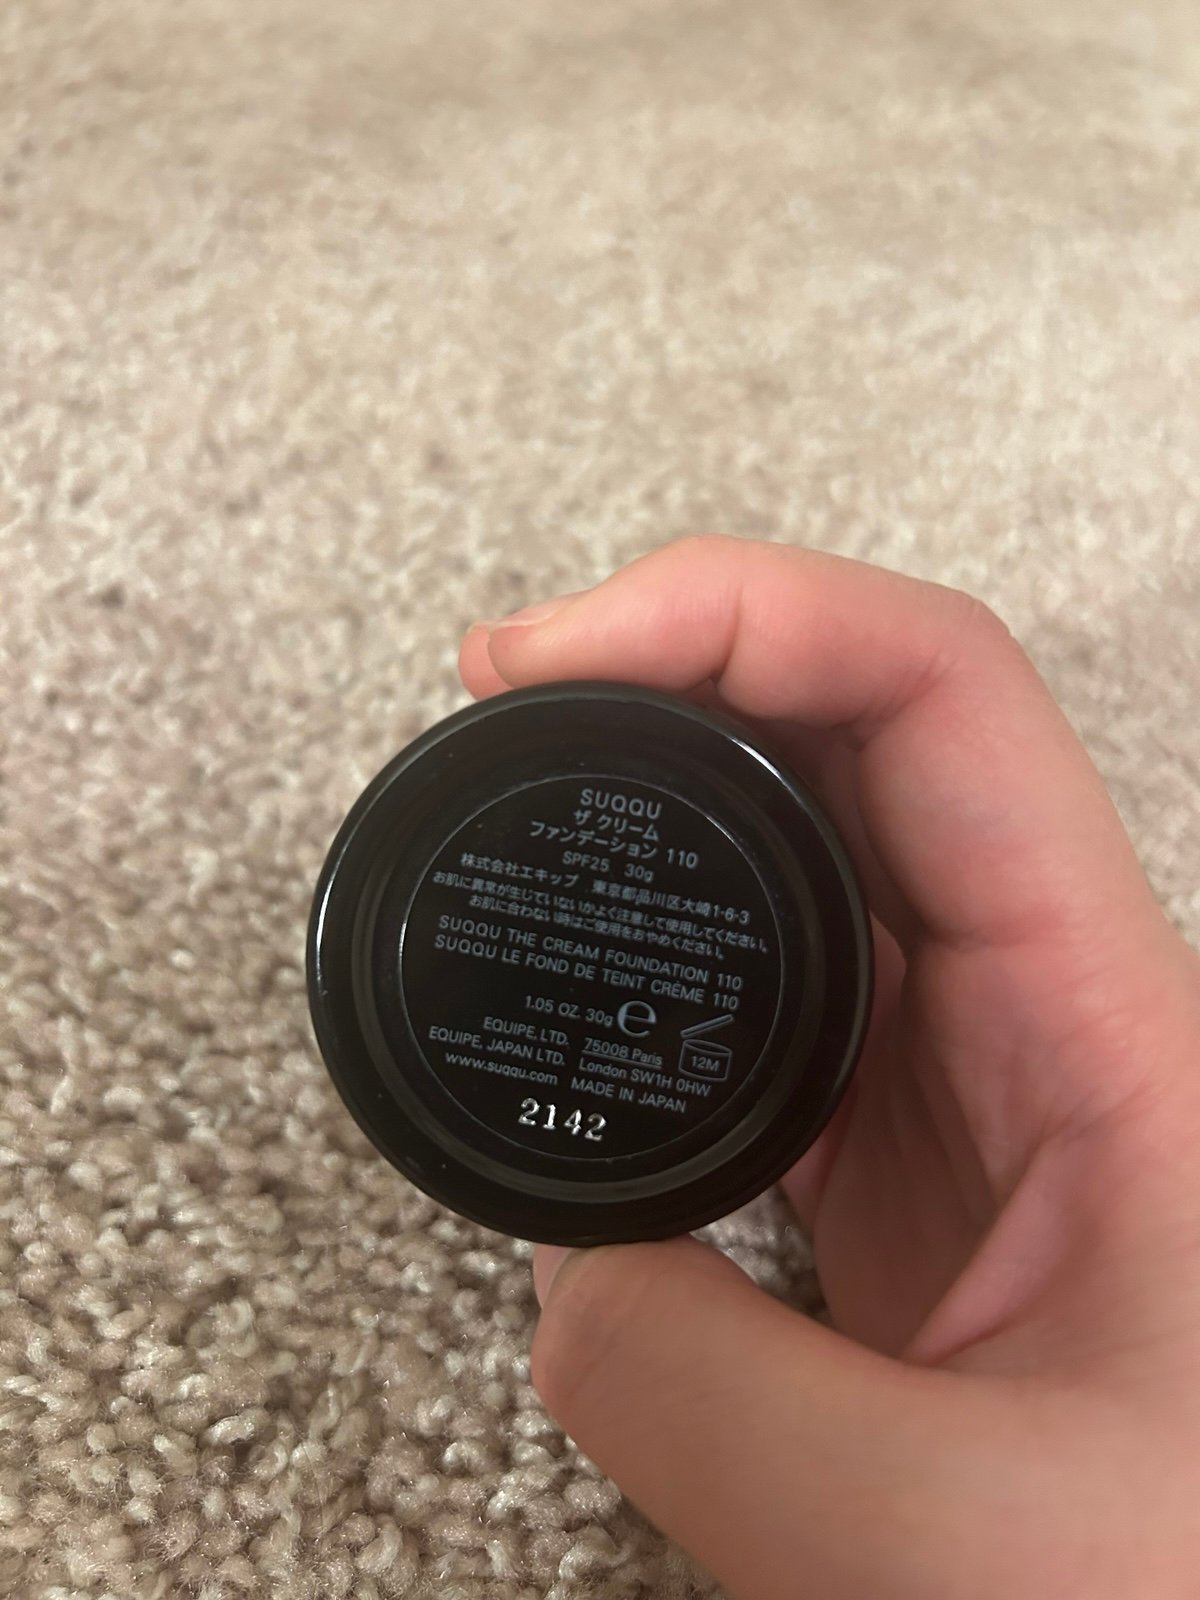 SUQQU
ザ クリーム
ファンデーション 110
SPF25 30g
株式会社エキップ 東京都品川区大崎1-6-3
お肌に異常が生じていないかよく注意して使用してください。
お肌に合わない時はご使用をおやめください。
SUQQU THE CREAM FOUNDATION 110
SUQQU LE FOND DE TEINT CRÈME 110
1.05 OZ. 30g e
EQUIPE, LTD. 75008 Paris
EQUIPE, JAPAN LTD. London SW1H 0HW
www.suqqu.com MADE IN JAPAN
12M
2142